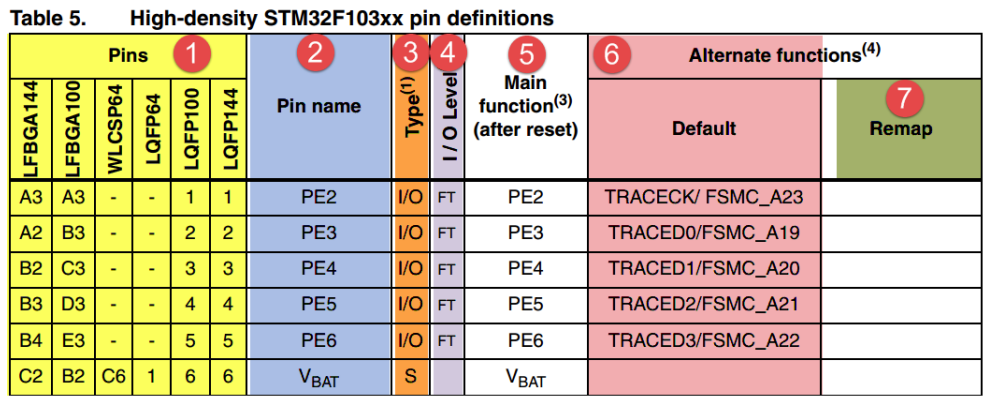 Table 5. High-density STM32F103xx pin definitions
Pins 1 2 3 4 5 6 Alternate functions(4)
LFBGA144 LFBGA100 WLCSP64 LQFP64 LQFP100 LQFP144 Pin name Type(1) I / O Level Main function(3) (after reset) Default 7 Remap
A3 A3 - - 1 1 PE2 I/O FT PE2 TRACECK/ FSMC_A23
A2 B3 - - 2 2 PE3 I/O FT PE3 TRACED0/FSMC_A19
B2 C3 - - 3 3 PE4 I/O FT PE4 TRACED1/FSMC_A20
B3 D3 - - 4 4 PE5 I/O FT PE5 TRACED2/FSMC_A21
B4 E3 - - 5 5 PE6 I/O FT PE6 TRACED3/FSMC_A22
C2 B2 C6 1 6 6 VBAT S VBAT